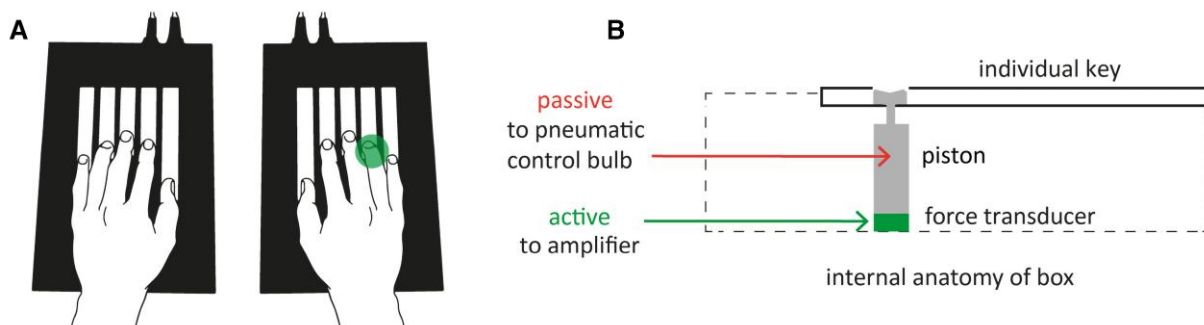 A
B
individual key
passive
to pneumatic
control bulb
piston
active
to amplifier
force transducer
internal anatomy of box